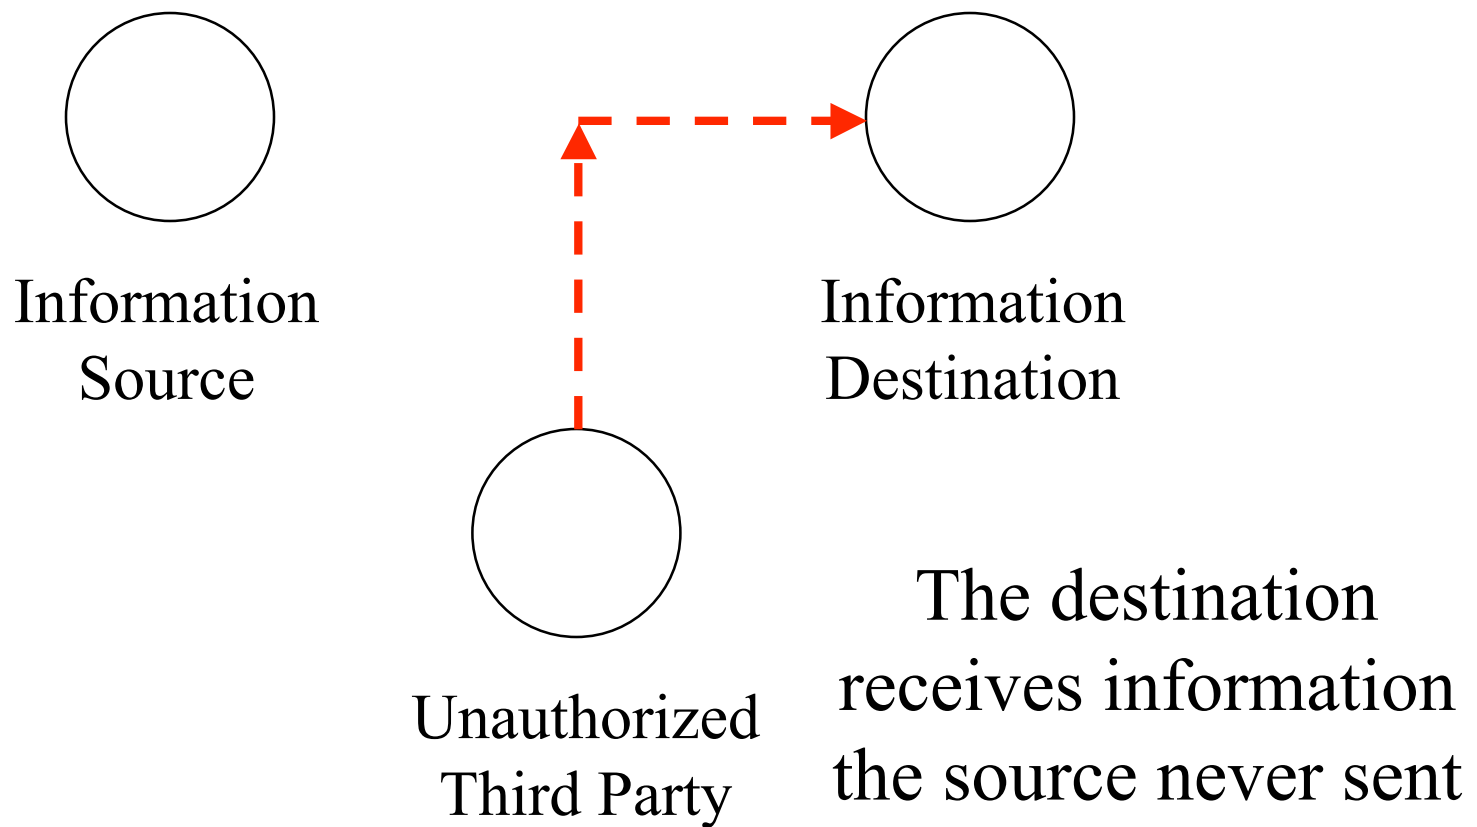 Information
Source
Information
Destination
Unauthorized
Third Party
The destination
receives information
the source never sent